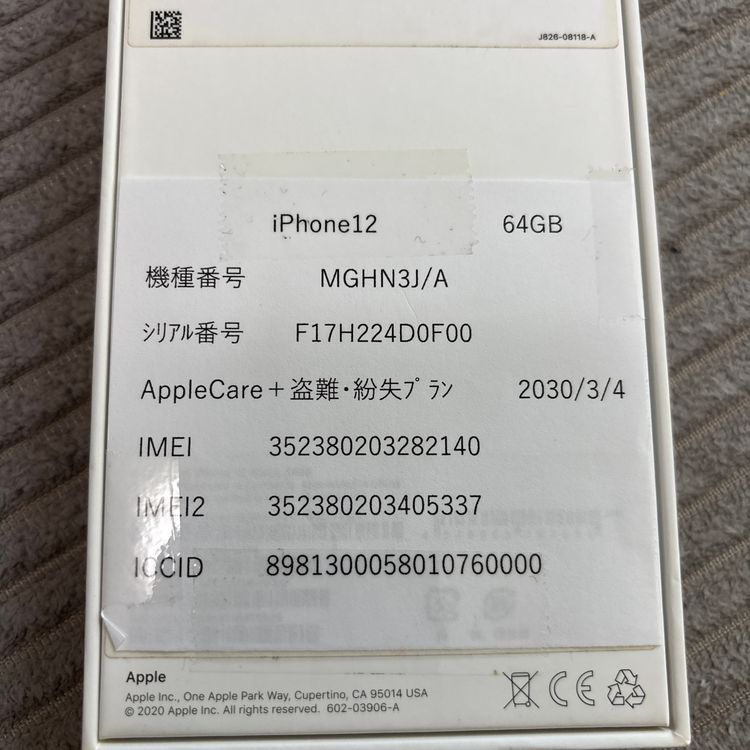 J826-08118-A
iPhone12 64GB
機種番号 MGHN3J/A
ｼﾘｱﾙ番号 F17H224D0F00
AppleCare＋盗難･紛失ﾌﾟﾗﾝ 2030/3/4
IMEI 352380203282140
IMEI2 352380203405337
ICCID 8981300058010760000
Apple
Apple Inc., One Apple Park Way, Cupertino, CA 95014 USA
© 2020 Apple Inc. All rights reserved. 602-03906-A